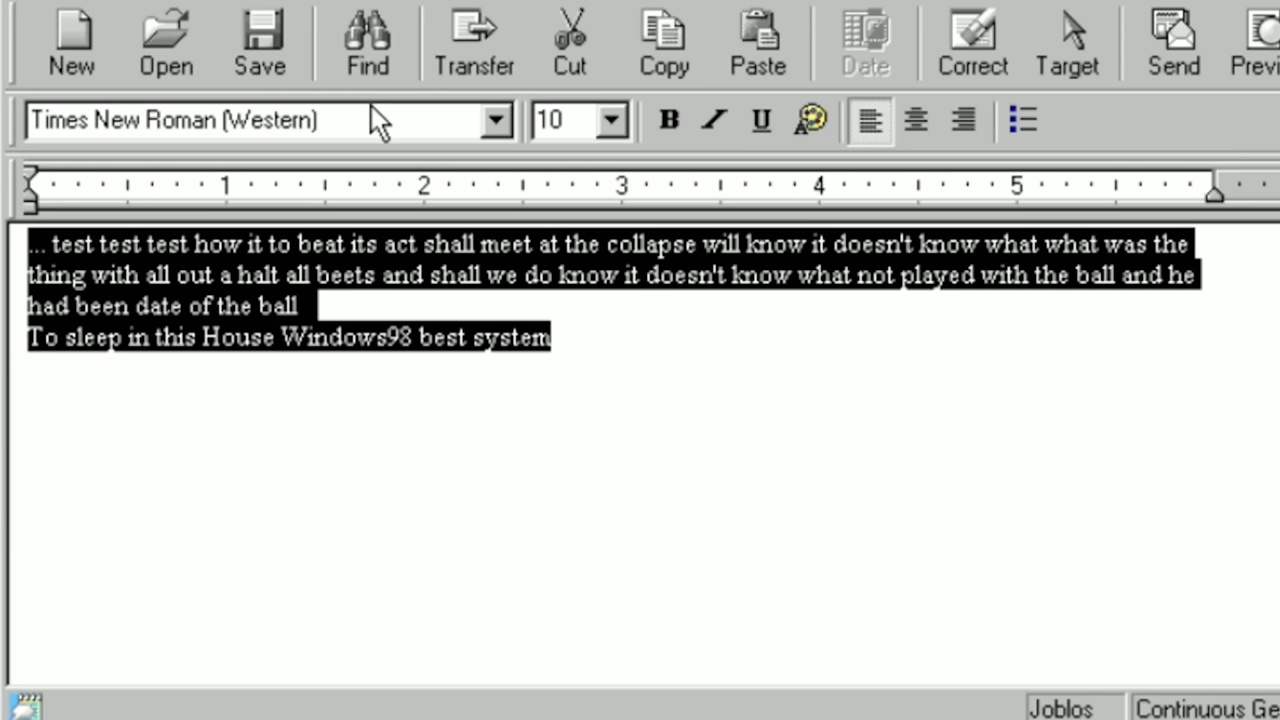 New Open Save Find Transfer Cut Copy Paste Date Correct Target Send Previ
Times New Roman (Western) 10 B I U
1 2 3 4 5
... test test test how it to beat its act shall meet at the collapse will know it doesn't know what what was the
thing with all out a halt all beets and shall we do know it doesn't know what not played with the ball and he
had been date of the ball
To sleep in this House Windows98 best system
Joblos Continuous Ge